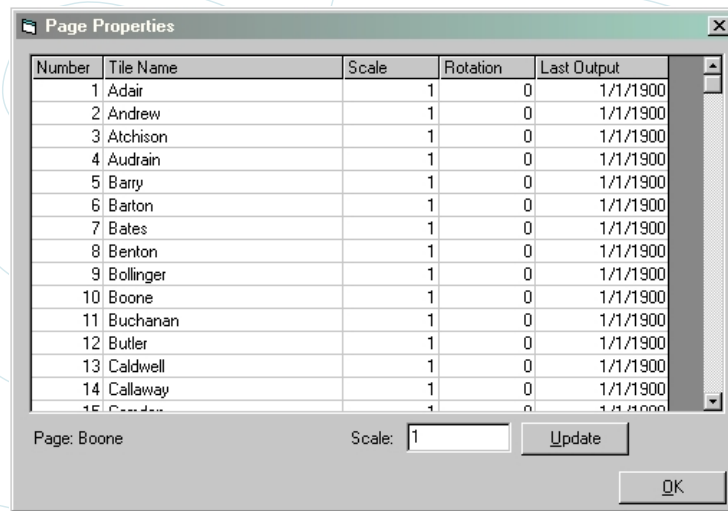 Page Properties
Number Tile Name Scale Rotation Last Output
1 Adair 1 0 1/1/1900
2 Andrew 1 0 1/1/1900
3 Atchison 1 0 1/1/1900
4 Audrain 1 0 1/1/1900
5 Barry 1 0 1/1/1900
6 Barton 1 0 1/1/1900
7 Bates 1 0 1/1/1900
8 Benton 1 0 1/1/1900
9 Bollinger 1 0 1/1/1900
10 Boone 1 0 1/1/1900
11 Buchanan 1 0 1/1/1900
12 Butler 1 0 1/1/1900
13 Caldwell 1 0 1/1/1900
14 Callaway 1 0 1/1/1900
Page: Boone Scale: 1 Update
OK